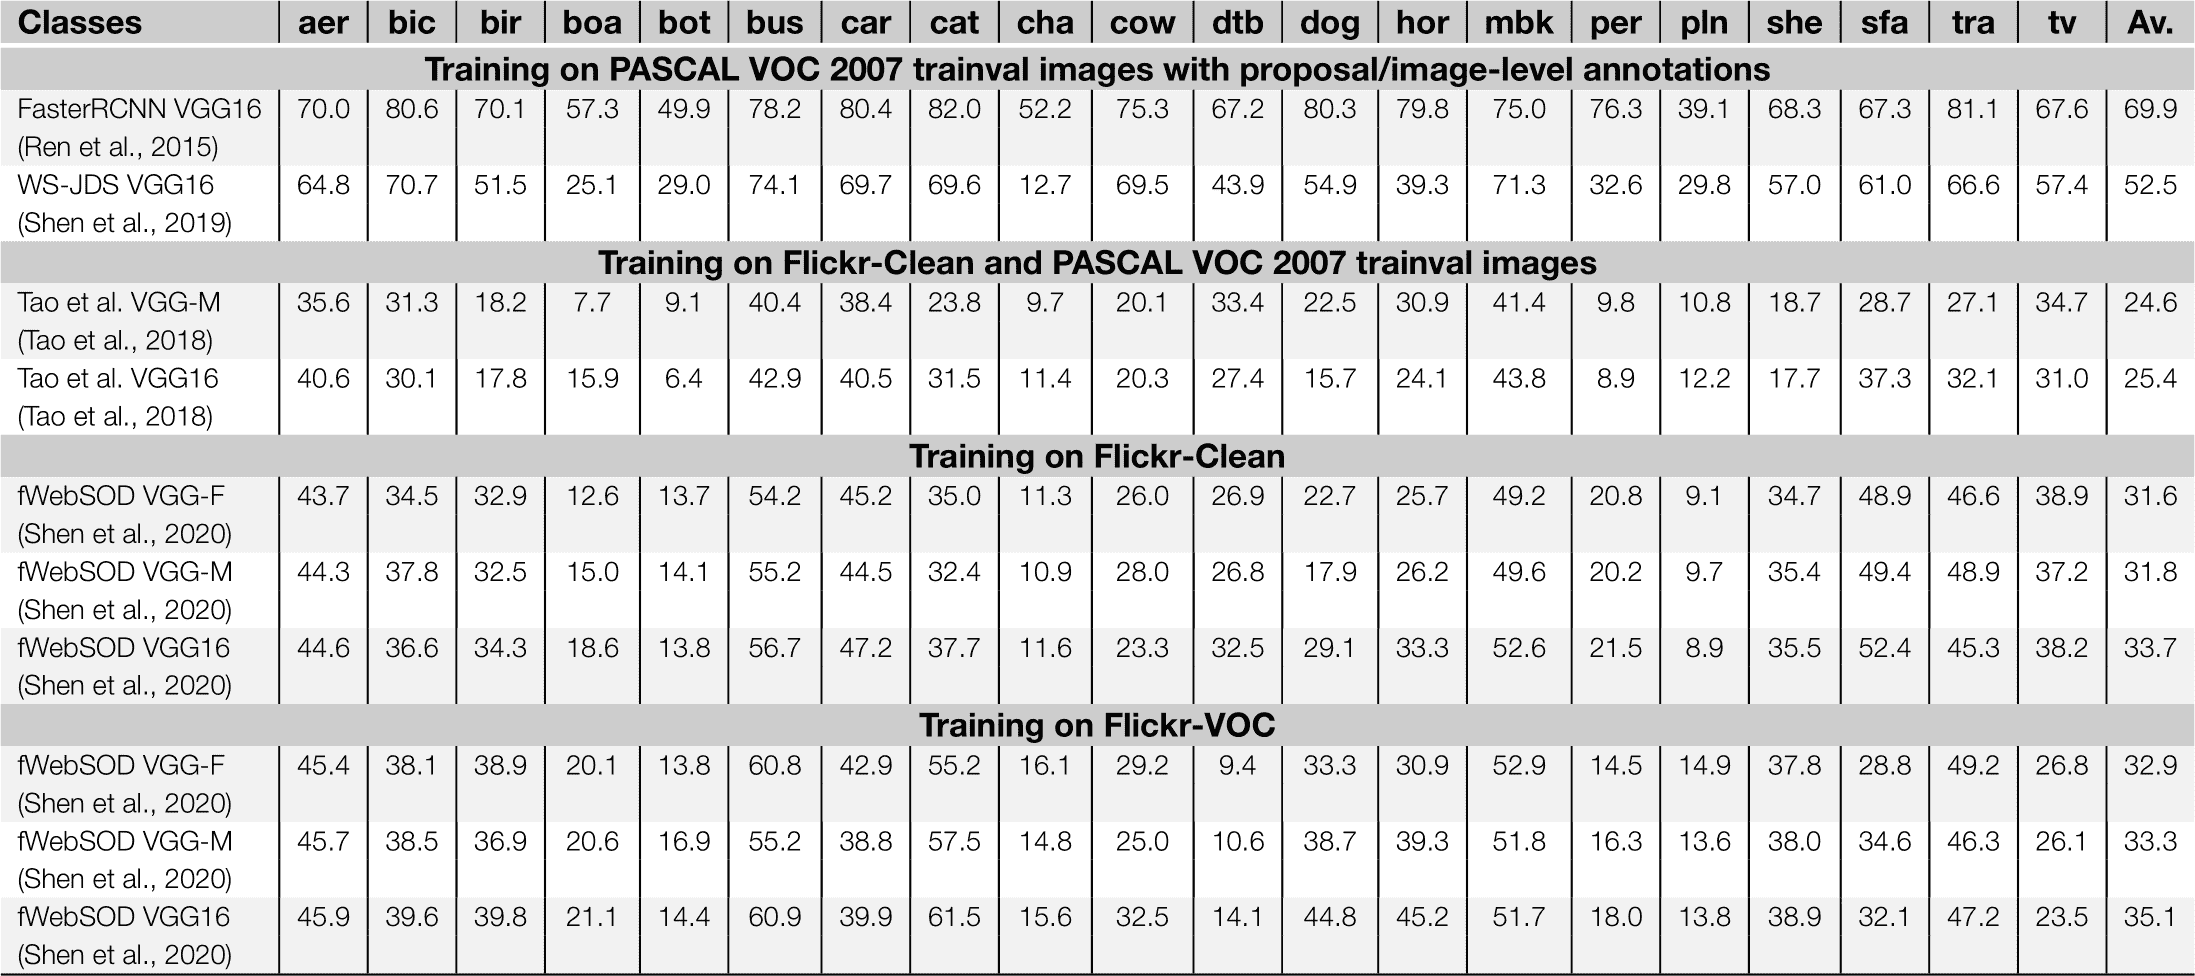 Classes aer bic bir boa bot bus car cat cha cow dtb dog hor mbk per pln she sfa tra tv Av.
Training on PASCAL VOC 2007 trainval images with proposal/image-level annotations
FasterRCNN VGG16 70.0 80.6 70.1 57.3 49.9 78.2 80.4 82.0 52.2 75.3 67.2 80.3 79.8 75.0 76.3 39.1 68.3 67.3 81.1 67.6 69.9
(Ren et al., 2015)
WS-JDS VGG16 64.8 70.7 51.5 25.1 29.0 74.1 69.7 69.6 12.7 69.5 43.9 54.9 39.3 71.3 32.6 29.8 57.0 61.0 66.6 57.4 52.5
(Shen et al., 2019)
Training on Flickr-Clean and PASCAL VOC 2007 trainval images
Tao et al. VGG-M 35.6 31.3 18.2 7.7 9.1 40.4 38.4 23.8 9.7 20.1 33.4 22.5 30.9 41.4 9.8 10.8 18.7 28.7 27.1 34.7 24.6
(Tao et al., 2018)
Tao et al. VGG16 40.6 30.1 17.8 15.9 6.4 42.9 40.5 31.5 11.4 20.3 27.4 15.7 24.1 43.8 8.9 12.2 17.7 37.3 32.1 31.0 25.4
(Tao et al., 2018)
Training on Flickr-Clean
fWebSOD VGG-F 43.7 34.5 32.9 12.6 13.7 54.2 45.2 35.0 11.3 26.0 26.9 22.7 25.7 49.2 20.8 9.1 34.7 48.9 46.6 38.9 31.6
(Shen et al., 2020)
fWebSOD VGG-M 44.3 37.8 32.5 15.0 14.1 55.2 44.5 32.4 10.9 28.0 26.8 17.9 26.2 49.6 20.2 9.7 35.4 49.4 48.9 37.2 31.8
(Shen et al., 2020)
fWebSOD VGG16 44.6 36.6 34.3 18.6 13.8 56.7 47.2 37.7 11.6 23.3 32.5 29.1 33.3 52.6 21.5 8.9 35.5 52.4 45.3 38.2 33.7
(Shen et al., 2020)
Training on Flickr-VOC
fWebSOD VGG-F 45.4 38.1 38.9 20.1 13.8 60.8 42.9 55.2 16.1 29.2 9.4 33.3 30.9 52.9 14.5 14.9 37.8 28.8 49.2 26.8 32.9
(Shen et al., 2020)
fWebSOD VGG-M 45.7 38.5 36.9 20.6 16.9 55.2 38.8 57.5 14.8 25.0 10.6 38.7 39.3 51.8 16.3 13.6 38.0 34.6 46.3 26.1 33.3
(Shen et al., 2020)
fWebSOD VGG16 45.9 39.6 39.8 21.1 14.4 60.9 39.9 61.5 15.6 32.5 14.1 44.8 45.2 51.7 18.0 13.8 38.9 32.1 47.2 23.5 35.1
(Shen et al., 2020)